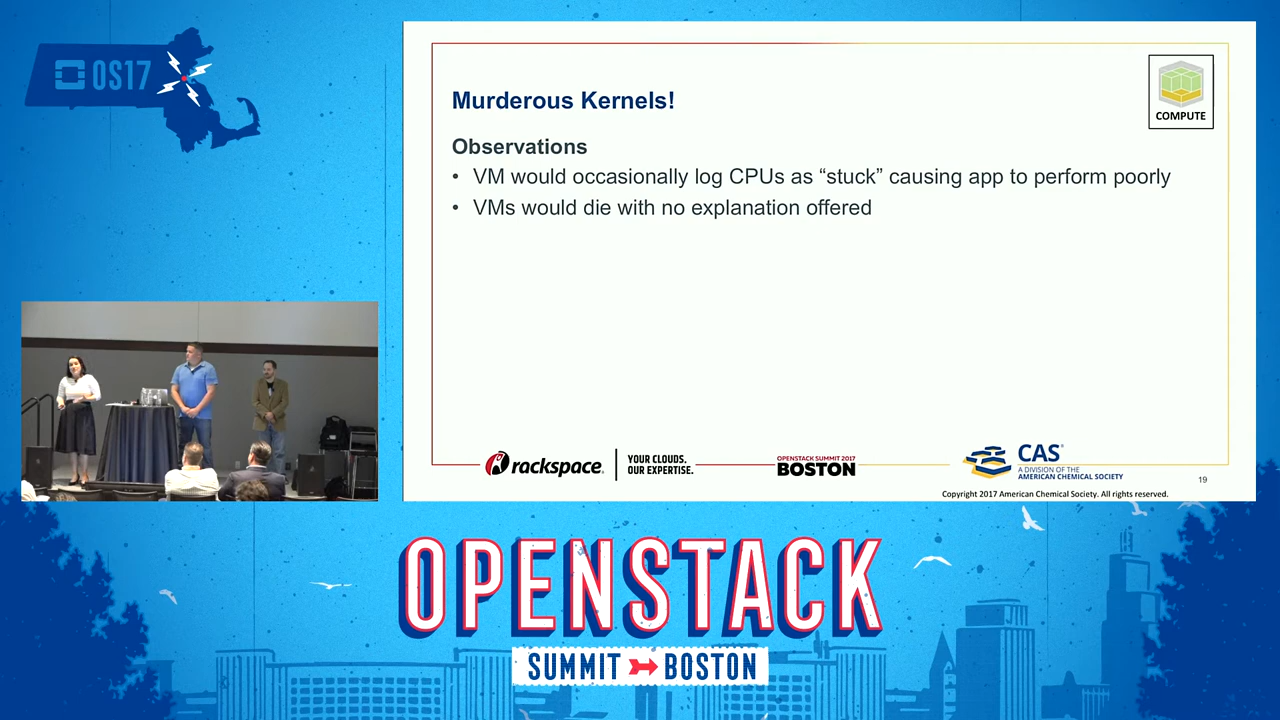 OS17
Murderous Kernels!
COMPUTE
Observations
• VM would occasionally log CPUs as “stuck” causing app to perform poorly
• VMs would die with no explanation offered
rackspace.
YOUR CLOUDS.
OUR EXPERTISE.
OPENSTACK SUMMIT 2017
BOSTON
CAS
A DIVISION OF THE
AMERICAN CHEMICAL SOCIETY
19
Copyright 2017 American Chemical Society. All rights reserved.
OPENSTACK
SUMMIT BOSTON